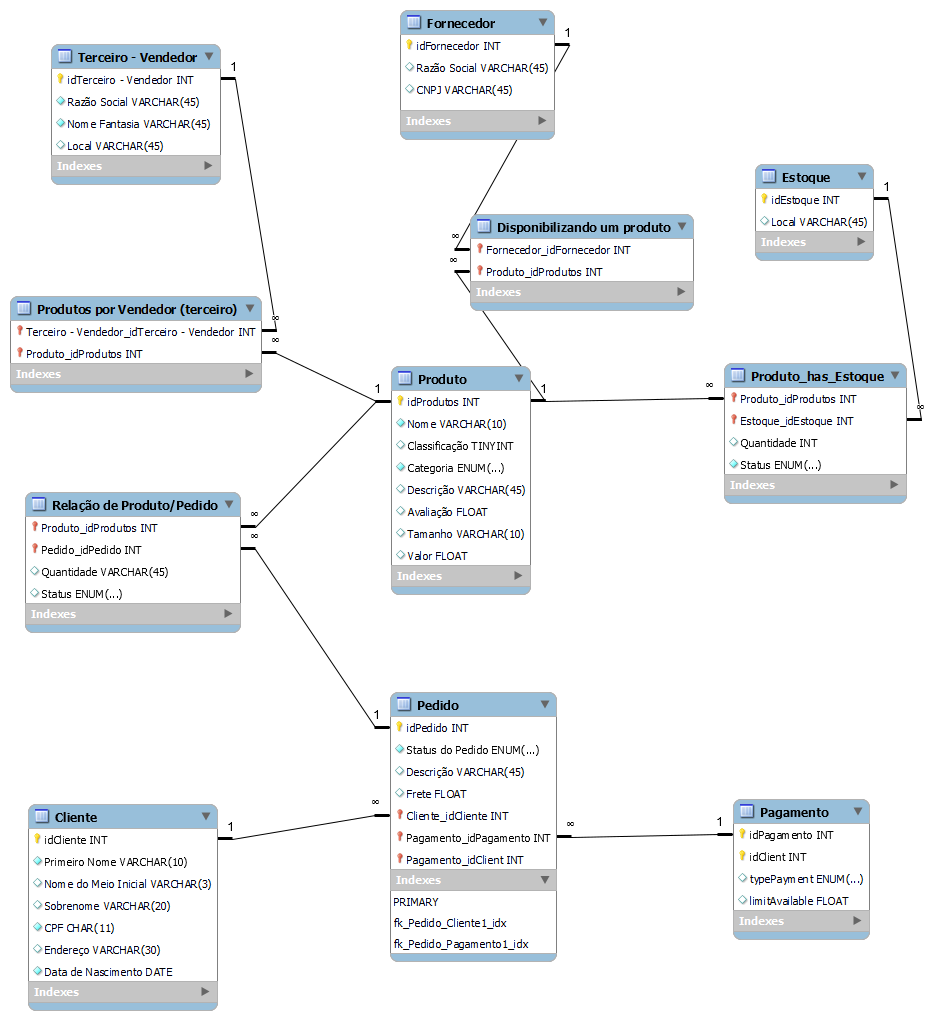 Fornecedor
idFornecedor INT
Razão Social VARCHAR(45)
CNPJ VARCHAR(45)
Indexes
1
Terceiro - Vendedor
idTerceiro - Vendedor INT
Razão Social VARCHAR(45)
Nome Fantasia VARCHAR(45)
Local VARCHAR(45)
Indexes
1
Estoque
idEstoque INT
Local VARCHAR(45)
Indexes
1
Disponibilizando um produto
Fornecedor_idFornecedor INT
Produto_idProdutos INT
Indexes
∞
∞
Produtos por Vendedor (terceiro)
Terceiro - Vendedor_idTerceiro - Vendedor INT
Produto_idProdutos INT
Indexes
∞
∞
Produto
idProdutos INT
Nome VARCHAR(10)
Classificação TINYINT
Categoria ENUM(...)
Descrição VARCHAR(45)
Avaliação FLOAT
Tamanho VARCHAR(10)
Valor FLOAT
Indexes
1
1
Produto_has_Estoque
Produto_idProdutos INT
Estoque_idEstoque INT
Quantidade INT
Status ENUM(...)
Indexes
∞
∞
Relação de Produto/Pedido
Produto_idProdutos INT
Pedido_idPedido INT
Quantidade VARCHAR(45)
Status ENUM(...)
Indexes
∞
∞
Pedido
idPedido INT
Status do Pedido ENUM(...)
Descrição VARCHAR(45)
Frete FLOAT
Cliente_idCliente INT
Pagamento_idPagamento INT
Pagamento_idClient INT
Indexes
PRIMARY
fk_Pedido_Cliente1_idx
fk_Pedido_Pagamento1_idx
1
∞
∞
Cliente
idCliente INT
Primeiro Nome VARCHAR(10)
Nome do Meio Inicial VARCHAR(3)
Sobrenome VARCHAR(20)
CPF CHAR(11)
Endereço VARCHAR(30)
Data de Nascimento DATE
Indexes
1
Pagamento
idPagamento INT
idClient INT
typePayment ENUM(...)
limitAvailable FLOAT
Indexes
1